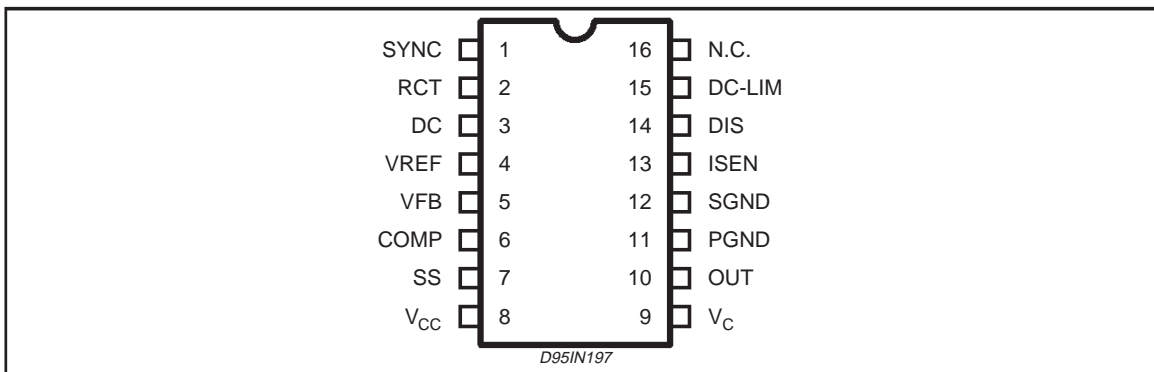 SYNC 1 16 N.C.
RCT 2 15 DC-LIM
DC 3 14 DIS
VREF 4 13 ISEN
VFB 5 12 SGND
COMP 6 11 PGND
SS 7 10 OUT
VCC 8 9 VC
D95IN197